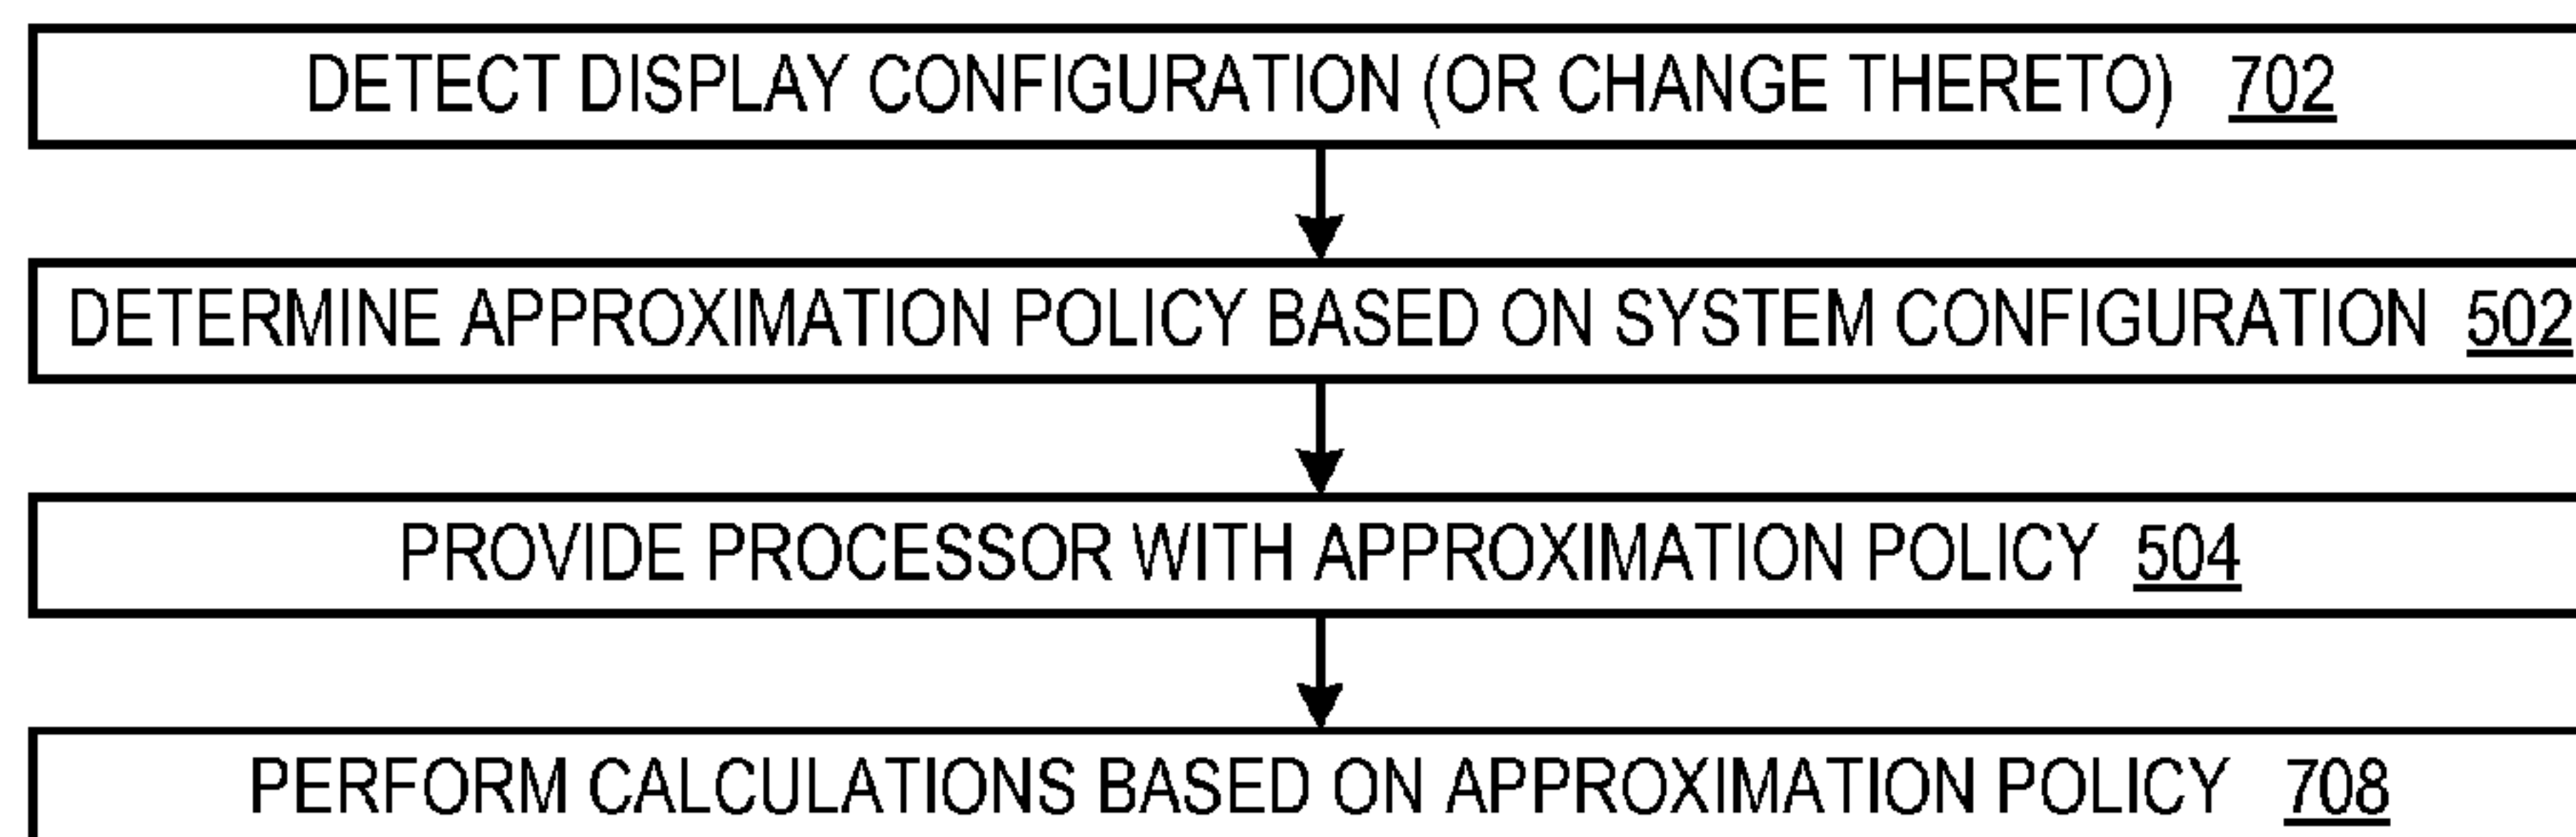 DETECT DISPLAY CONFIGURATION (OR CHANGE THERETO) 702
DETERMINE APPROXIMATION POLICY BASED ON SYSTEM CONFIGURATION 502
PROVIDE PROCESSOR WITH APPROXIMATION POLICY 504
PERFORM CALCULATIONS BASED ON APPROXIMATION POLICY 708